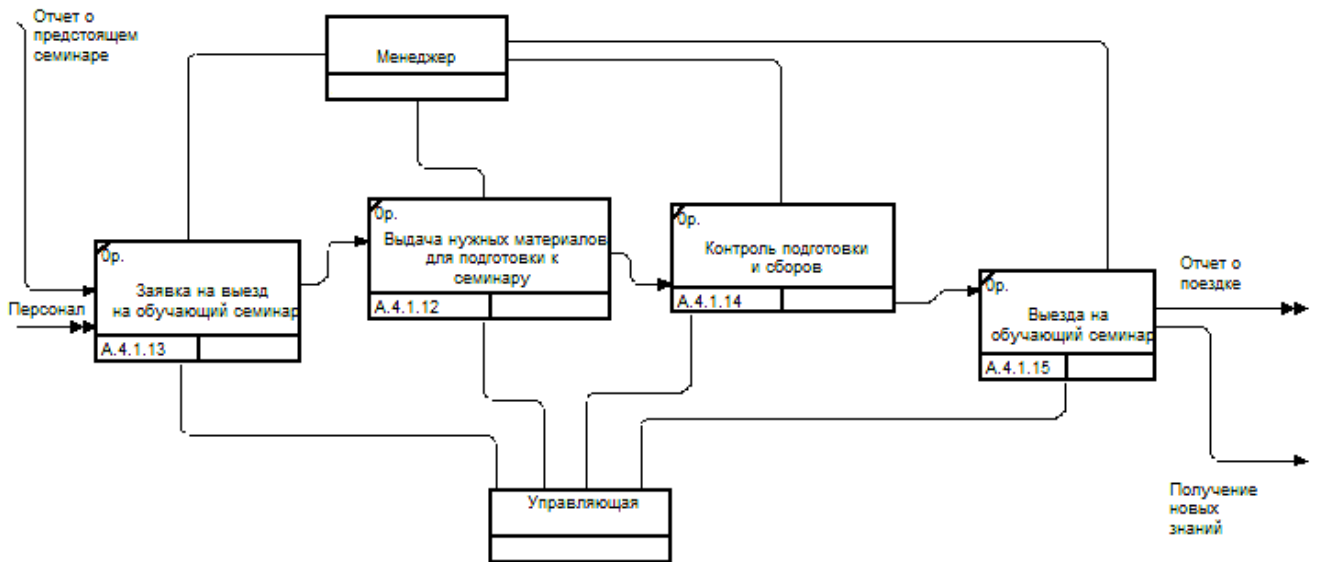 Отчет о
предстоящем
семинаре
Менеджер
0р.
Выдача нужных материалов
для подготовки к
семинару
А.4.1.12
0р.
Контроль подготовки
и сборов
А.4.1.14
0р.
Заявка на выезд
на обучающий семинар
А.4.1.13
Персонал
0р.
Выезда на
обучающий семинар
А.4.1.15
Отчет о
поездке
Управляющая
Получение
новых
знаний